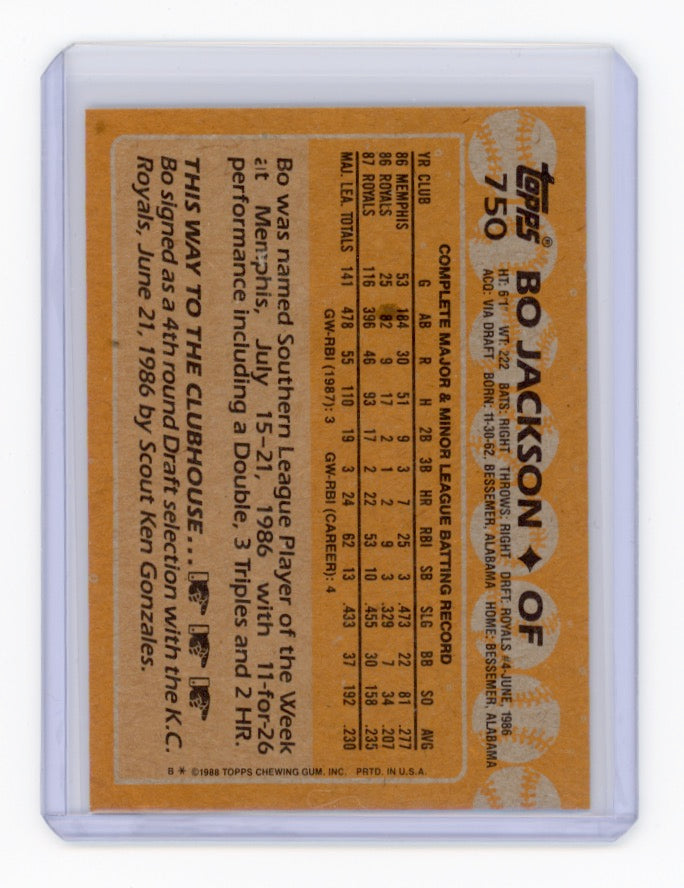 topps®
750
BO JACKSON ♦ OF
HT: 6'1" WT: 222 BATS: RIGHT THROWS: RIGHT DRFT: ROYALS #4-JUNE, 1986
ACQ: VIA DRAFT BORN: 11-30-62, BESSEMER, ALABAMA HOME: BESSEMER, ALABAMA
COMPLETE MAJOR & MINOR LEAGUE BATTING RECORD
YR CLUB G AB R H 2B 3B HR RBI SB SLG BB SO AVG
86 MEMPHIS 53 184 30 51 9 3 7 25 3 .473 22 81 .277
86 ROYALS 25 82 9 17 2 1 2 9 3 .329 7 34 .207
87 ROYALS 116 396 46 93 17 2 22 53 10 .455 30 158 .235
MAJ. LEA. TOTALS 141 478 55 110 19 3 24 62 13 .433 37 192 .230
GW-RBI (1987): 3 GW-RBI (CAREER): 4
Bo was named Southern League Player of the Week
at Memphis, July 15-21, 1986 with 11-for-26
performance including a Double, 3 Triples and 2 HR.
THIS WAY TO THE CLUBHOUSE...
Bo signed as a 4th round Draft selection with the K.C.
Royals, June 21, 1986 by Scout Ken Gonzales.
B * ©1988 TOPPS CHEWING GUM, INC. PRTD. IN U.S.A.